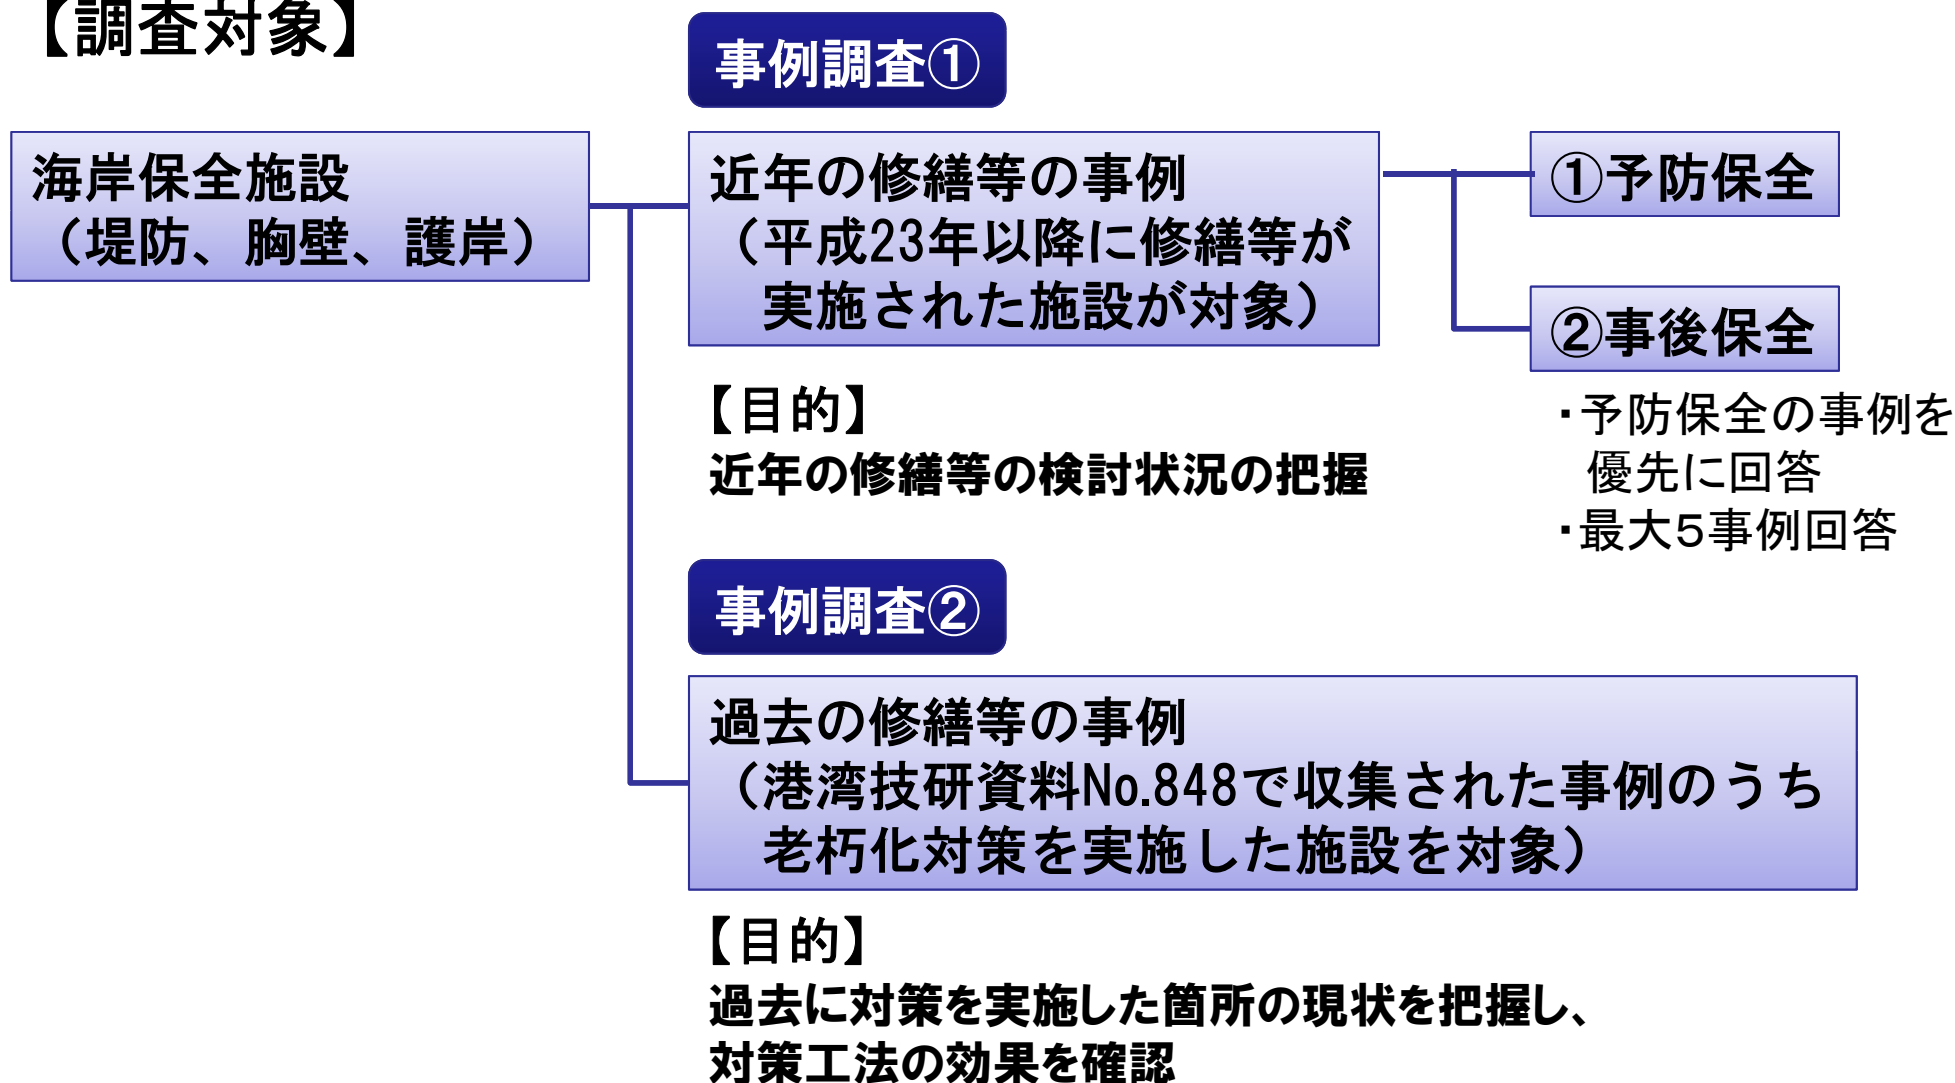 【調査対象】
事例調査①
海岸保全施設
（堤防、胸壁、護岸）
近年の修繕等の事例
（平成23年以降に修繕等が
実施された施設が対象）
①予防保全
②事後保全
・予防保全の事例を
優先に回答
・最大５事例回答
【目的】
近年の修繕等の検討状況の把握
事例調査②
過去の修繕等の事例
（港湾技研資料No.848で収集された事例のうち
老朽化対策を実施した施設を対象）
【目的】
過去に対策を実施した箇所の現状を把握し、
対策工法の効果を確認